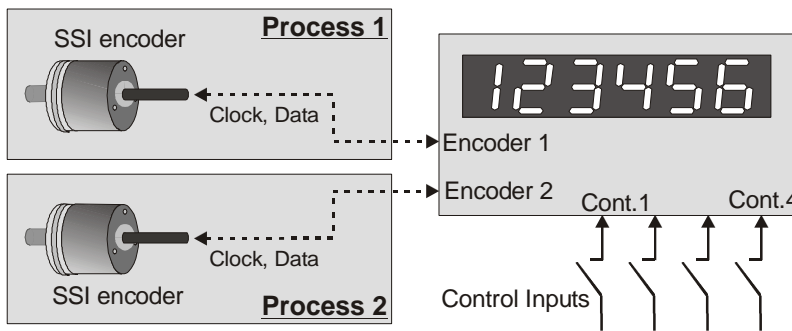 Process 1
SSI encoder
Clock, Data
123456
Encoder 1
Encoder 2
Cont.1
Cont.4
Clock, Data
SSI encoder
Process 2
Control Inputs